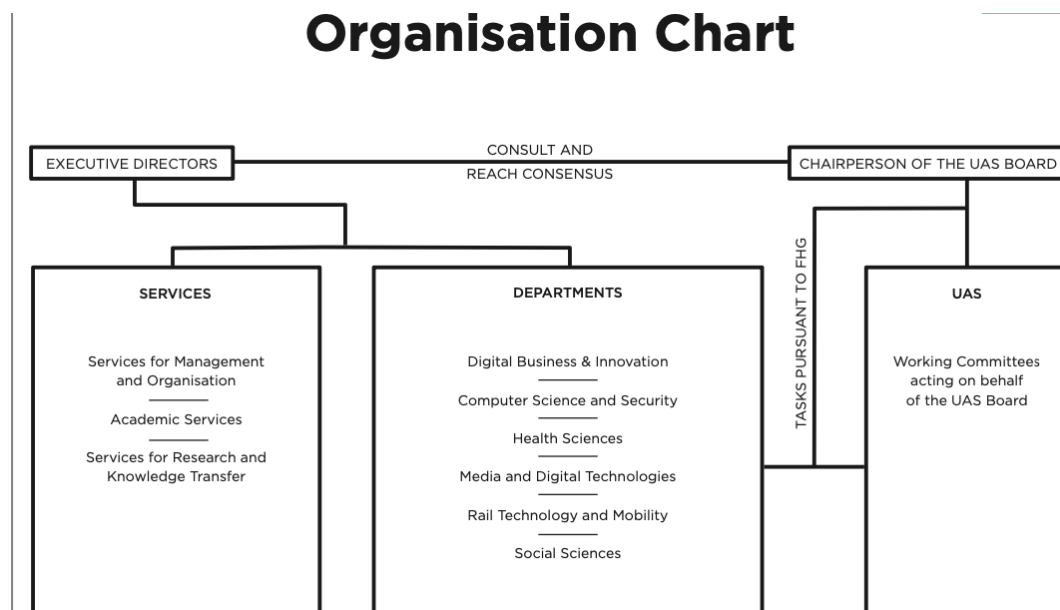 Organisation Chart
EXECUTIVE DIRECTORS
CONSULT AND
REACH CONSENSUS
CHAIRPERSON OF THE UAS BOARD
SERVICES
Services for Management
and Organisation
Academic Services
Services for Research and
Knowledge Transfer
DEPARTMENTS
Digital Business & Innovation
Computer Science and Security
Health Sciences
Media and Digital Technologies
Rail Technology and Mobility
Social Sciences
TASKS PURSUANT TO FHG
UAS
Working Committees
acting on behalf
of the UAS Board